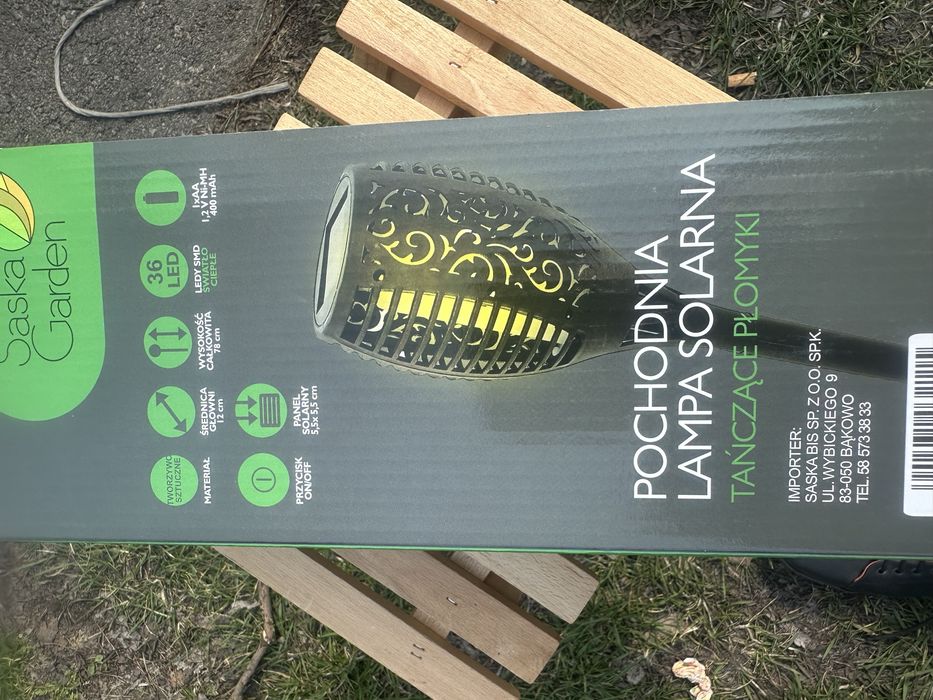 Saska
Garden
TWORZYWO
SZTUCZNE
MATERIAŁ
ŚREDNICA
GŁOWNI
12 cm
WYSOKOŚĆ
CAŁKOWITA
78 cm
36
LED
LEDY SMD
ŚWIATŁO
CIEPŁE
1xAA
1,2 V Ni-MH
400 mAh
PRZYCISK
ON/OFF
PANEL
SOLARNY
5,5x 5,5 cm
POCHODNIA
LAMPA SOLARNA
TAŃCZĄCE PŁOMYKI
IMPORTER:
SASKA BIS SP. Z O.O. SP.K.
UL.WYBICKIEGO 9
83-050 BĄKOWO
TEL. 58 573 38 33